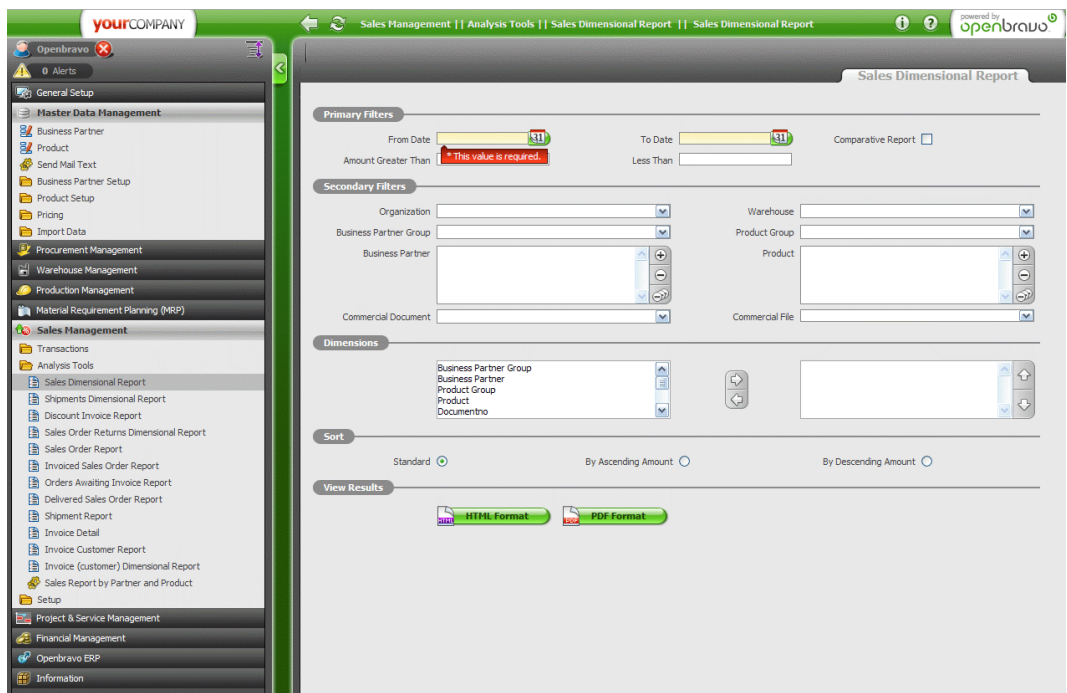 yourCOMPANY
Sales Management || Analysis Tools || Sales Dimensional Report || Sales Dimensional Report
powered by
openbravo
Openbravo
0 Alerts
General Setup
Master Data Management
Business Partner
Product
Send Mail Text
Business Partner Setup
Product Setup
Pricing
Import Data
Procurement Management
Warehouse Management
Production Management
Material Requirement Planning (MRP)
Sales Management
Transactions
Analysis Tools
Sales Dimensional Report
Shipments Dimensional Report
Discount Invoice Report
Sales Order Returns Dimensional Report
Sales Order Report
Invoiced Sales Order Report
Orders Awaiting Invoice Report
Delivered Sales Order Report
Shipment Report
Invoice Detail
Invoice Customer Report
Invoice (customer) Dimensional Report
Sales Report by Partner and Product
Setup
Project & Service Management
Financial Management
Openbravo ERP
Information
Sales Dimensional Report
Primary Filters
From Date 31 To Date 31 Comparative Report
Amount Greater Than * This value is required. Less Than
Secondary Filters
Organization Warehouse
Business Partner Group Product Group
Business Partner Product
Commercial Document Commercial File
Dimensions
Business Partner Group
Business Partner
Product Group
Product
Documentno
Sort
Standard By Ascending Amount By Descending Amount
View Results
HTML HTML Format PDF PDF Format